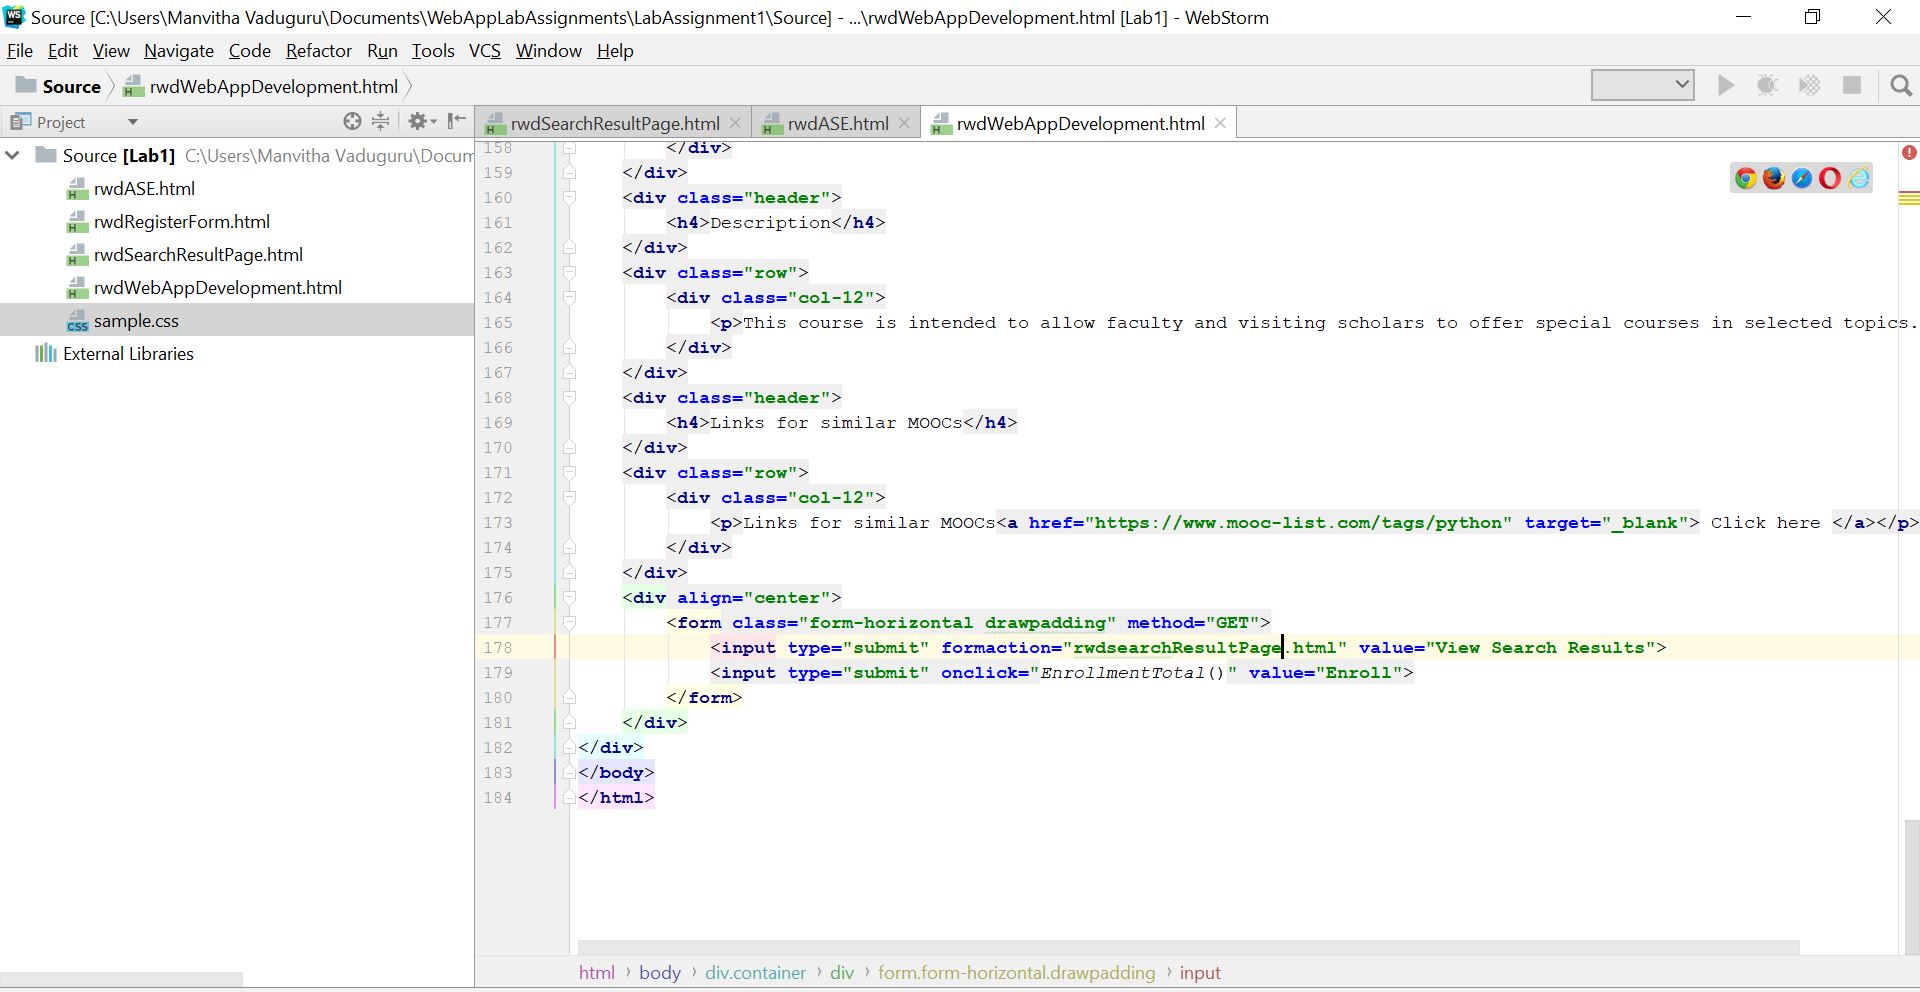 WS Source [C:\Users\Manvitha Vaduguru\Documents\WebAppLabAssignments\LabAssignment1\Source] - ...\rwdWebAppDevelopment.html [Lab1] - WebStorm
File Edit View Navigate Code Refactor Run Tools VCS Window Help
Source rwdWebAppDevelopment.html
Project
rwdSearchResultPage.html rwdASE.html rwdWebAppDevelopment.html
Source [Lab1] C:\Users\Manvitha Vaduguru\Docum
rwdASE.html
rwdRegisterForm.html
rwdSearchResultPage.html
rwdWebAppDevelopment.html
sample.css
External Libraries
158 </div>
159 </div>
160 <div class="header">
161 <h4>Description</h4>
162 </div>
163 <div class="row">
164 <div class="col-12">
165 <p>This course is intended to allow faculty and visiting scholars to offer special courses in selected topics.
166 </div>
167 </div>
168 <div class="header">
169 <h4>Links for similar MOOCs</h4>
170 </div>
171 <div class="row">
172 <div class="col-12">
173 <p>Links for similar MOOCs<a href="https://www.mooc-list.com/tags/python" target="_blank"> Click here </a></p>
174 </div>
175 </div>
176 <div align="center">
177 <form class="form-horizontal drawpadding" method="GET">
178 <input type="submit" formaction="rwdsearchResultPage.html" value="View Search Results">
179 <input type="submit" onclick="EnrollmentTotal()" value="Enroll">
180 </form>
181 </div>
182 </div>
183 </body>
184 </html>
html › body › div.container › div › form.form-horizontal.drawpadding › input